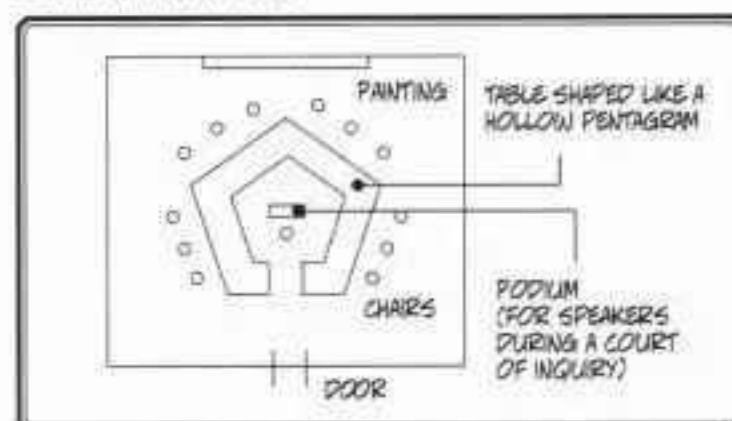 PAINTING
TABLE SHAPED LIKE A
HOLLOW PENTAGRAM
CHAIRS
PODIUM
(FOR SPEAKERS
DURING A COURT
OF INQUIRY)
DOOR